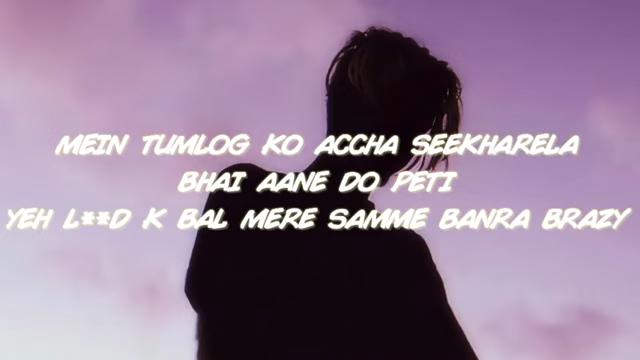 MEIN TUMLOG KO ACCHA SEEKHARELA
BHAI AANE DO PETI
YEH L**D K BAL MERE SAMME BANRA BRAZY